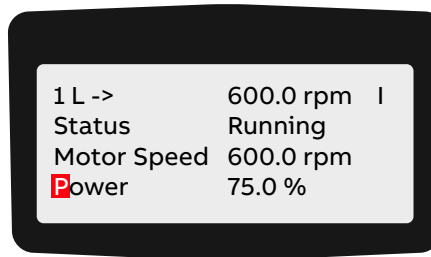 1 L -> 600.0 rpm I
Status Running
Motor Speed 600.0 rpm
Power 75.0 %